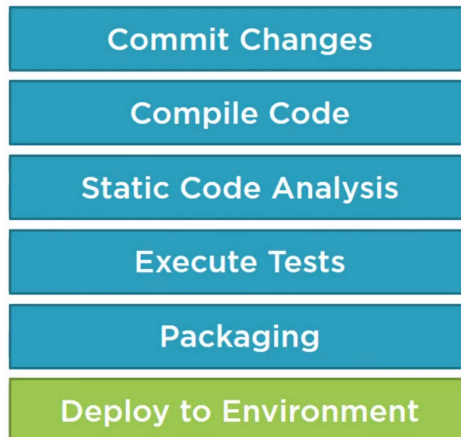 Commit Changes
Compile Code
Static Code Analysis
Execute Tests
Packaging
Deploy to Environment